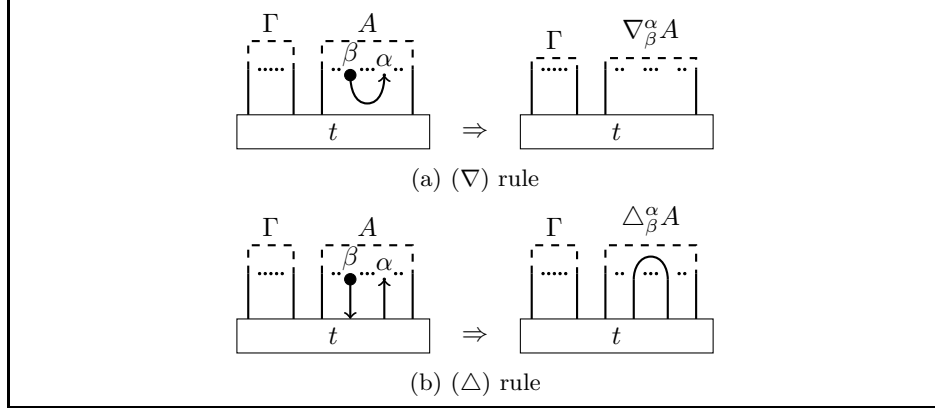 Γ A Γ ∇^α_β A
β α
t ⇒ t
(a) (∇) rule
Γ A Γ △^α_β A
β α
t ⇒ t
(b) (△) rule